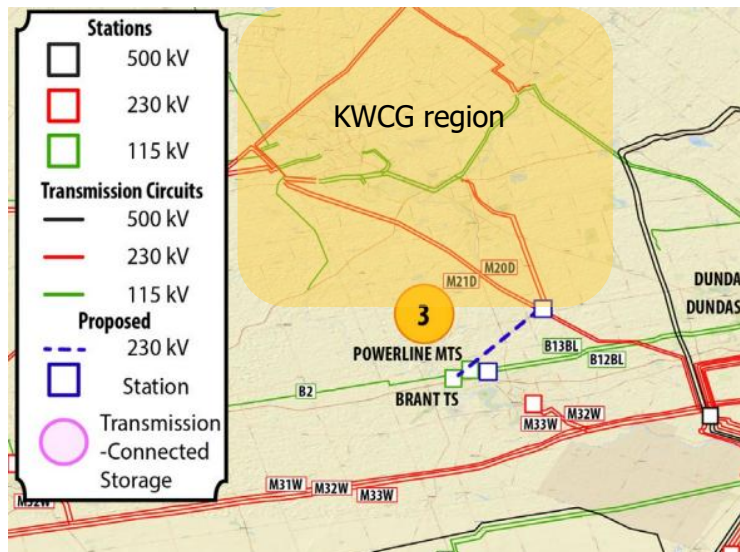 Stations
500 kV
230 kV
115 kV
Transmission Circuits
500 kV
230 kV
115 kV
Proposed
230 kV
Station
Transmission
-Connected
Storage
KWCG region
M20D
M21D
3
DUNDA
DUNDAS
B13BL
POWERLINE MTS
B12BL
B2
BRANT TS
M32W
M33W
M31W
M32W
M33W
M32W